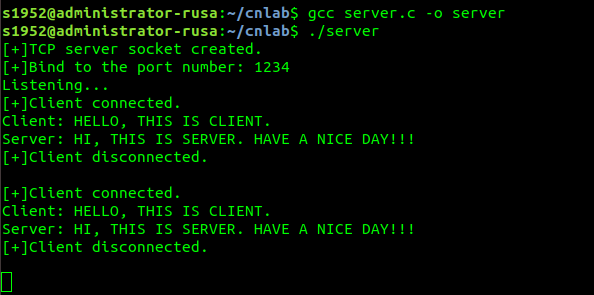 s1952@administrator-rusa:~/cnlab$ gcc server.c -o server
s1952@administrator-rusa:~/cnlab$ ./server
[+]TCP server socket created.
[+]Bind to the port number: 1234
Listening...
[+]Client connected.
Client: HELLO, THIS IS CLIENT.
Server: HI, THIS IS SERVER. HAVE A NICE DAY!!!
[+]Client disconnected.

[+]Client connected.
Client: HELLO, THIS IS CLIENT.
Server: HI, THIS IS SERVER. HAVE A NICE DAY!!!
[+]Client disconnected.